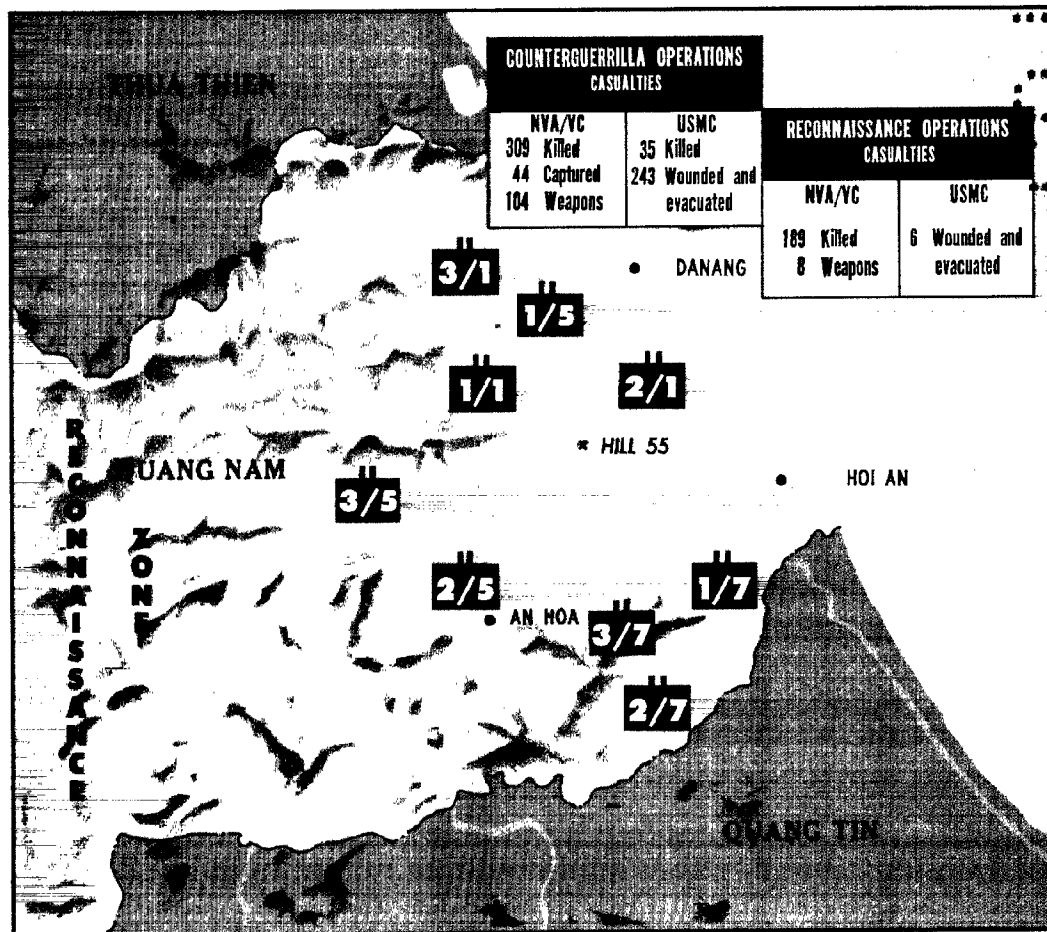 THUA THIEN
COUNTERGUERRILLA OPERATIONS
CASUALTIES
NVA/VC
309 Killed
44 Captured
104 Weapons
USMC
35 Killed
243 Wounded and
evacuated
RECONNAISSANCE OPERATIONS
CASUALTIES
NVA/VC
189 Killed
8 Weapons
USMC
6 Wounded and
evacuated
3/1
DANANG
1/5
1/1
2/1
HILL 55
QUANG NAM
HOI AN
3/5
RECONNAISSANCE
ZONE
2/5
1/7
AN HOA
3/7
2/7
QUANG TIN